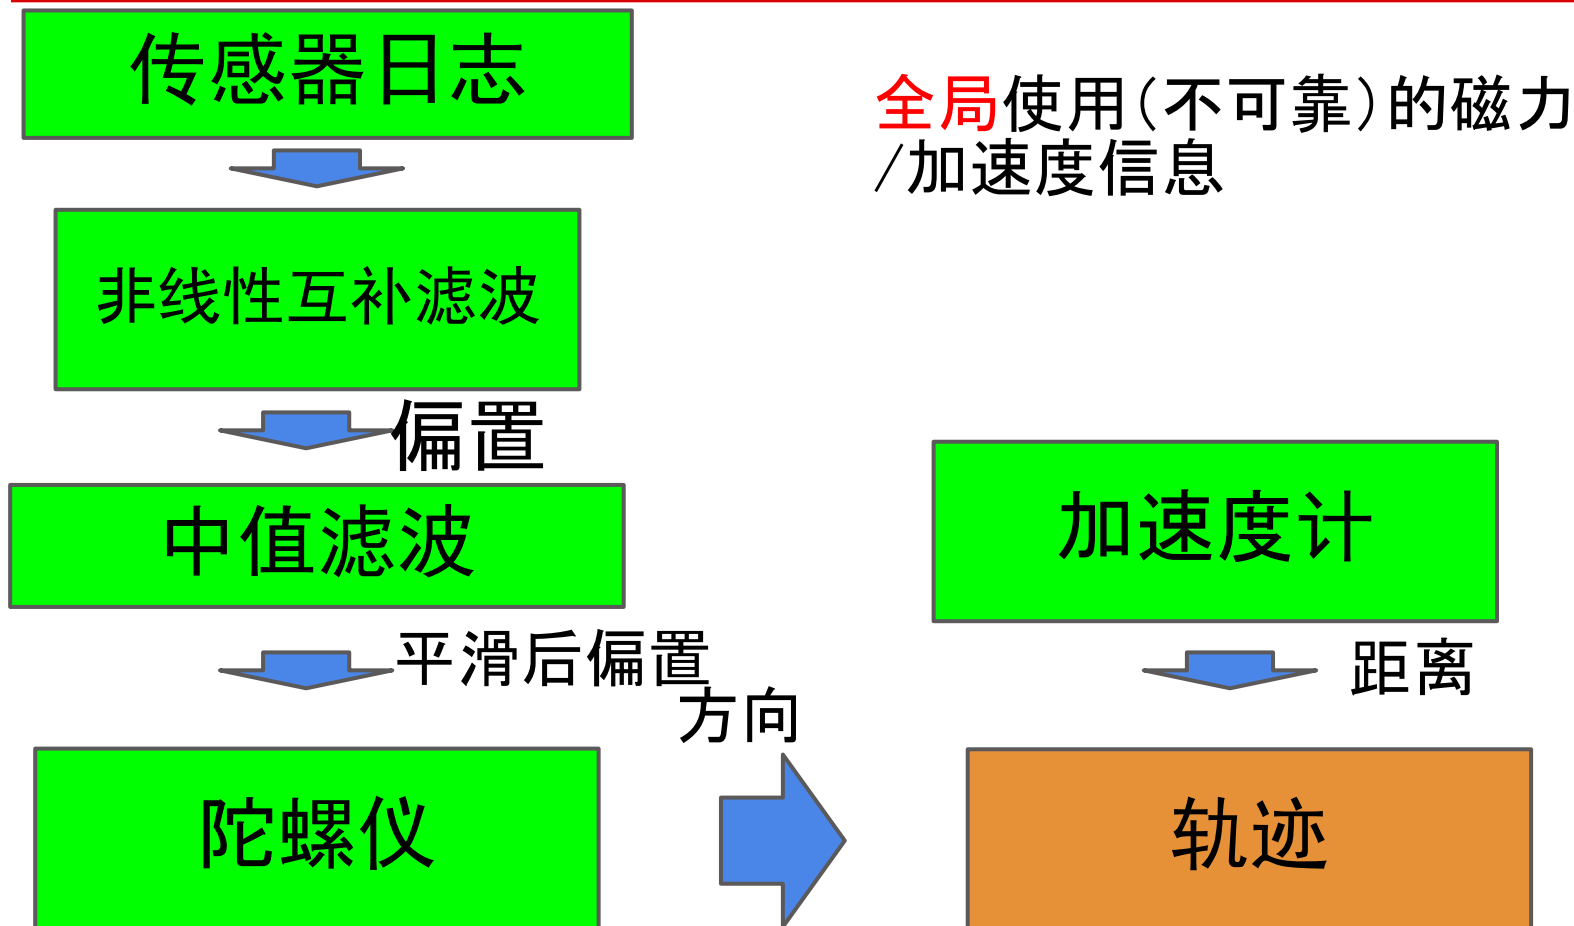 传感器日志
全局使用(不可靠)的磁力
/加速度信息
非线性互补滤波
偏置
中值滤波
加速度计
平滑后偏置
距离
方向
陀螺仪
轨迹